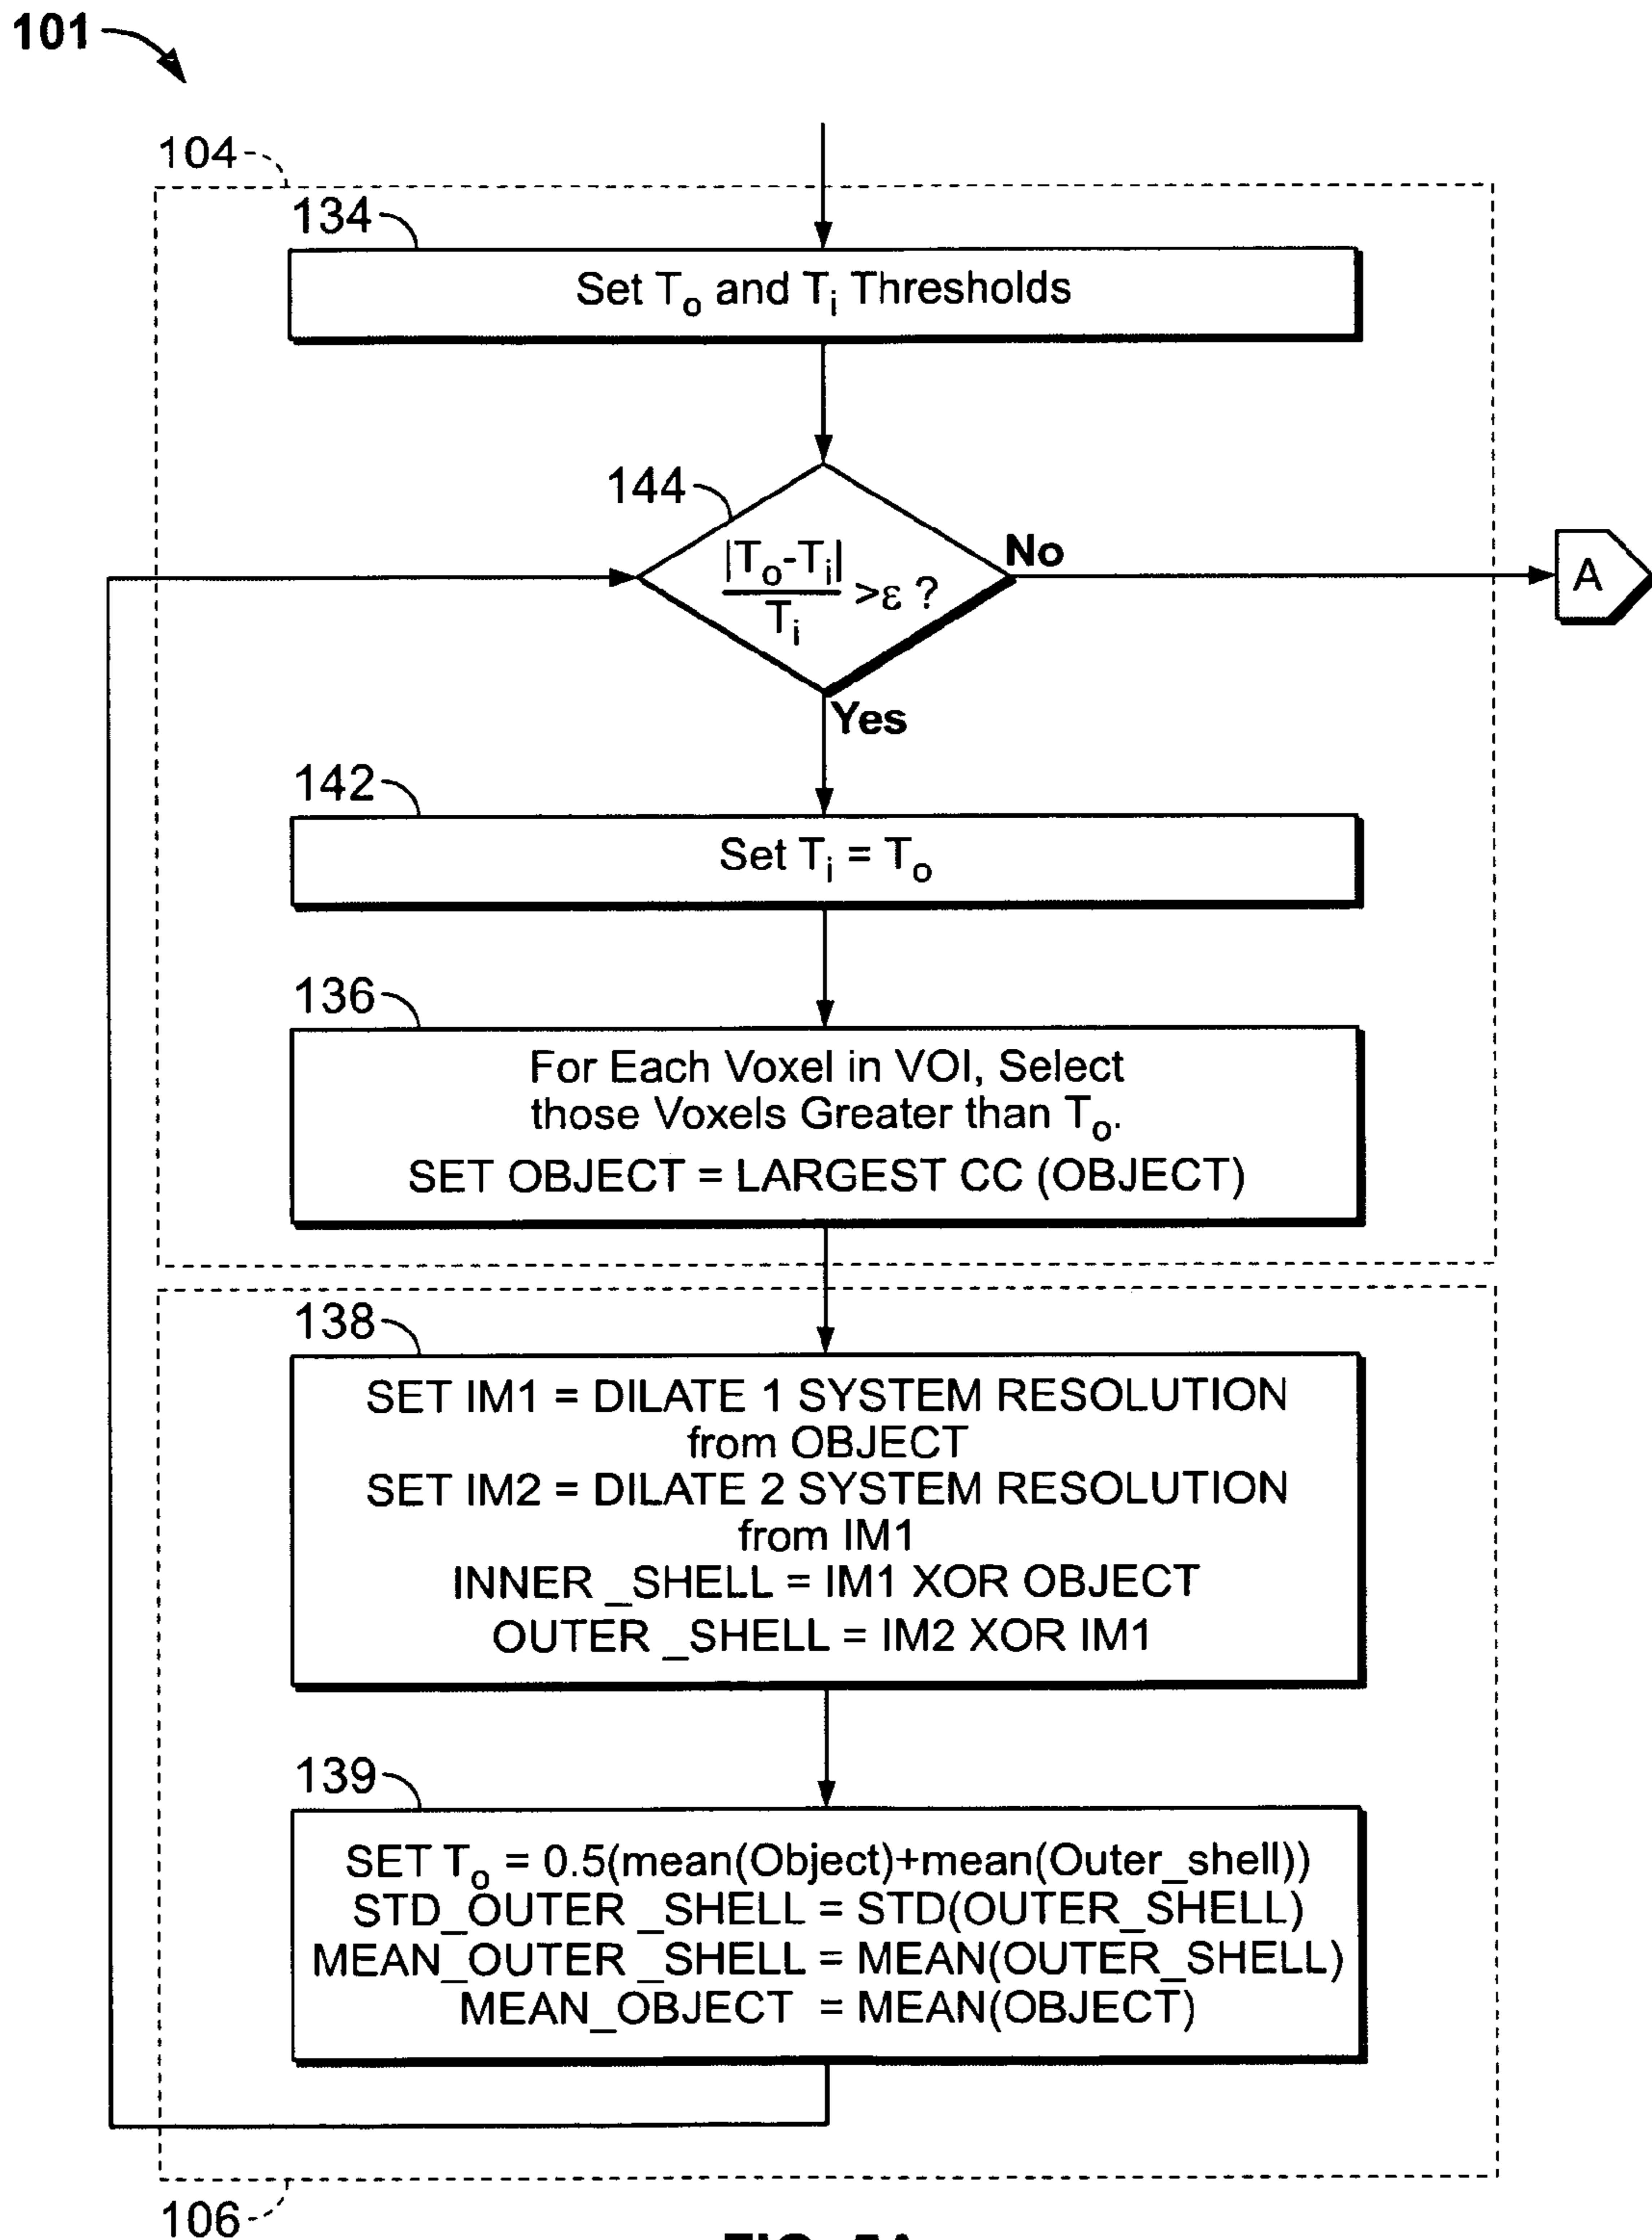 101
104
134
Set To and Ti Thresholds
144
|To-Ti|
Ti
>ε ?
No
A
Yes
142
Set Ti = To
136
For Each Voxel in VOI, Select
those Voxels Greater than To.
SET OBJECT = LARGEST CC (OBJECT)
138
SET IM1 = DILATE 1 SYSTEM RESOLUTION
from OBJECT
SET IM2 = DILATE 2 SYSTEM RESOLUTION
from IM1
INNER _SHELL = IM1 XOR OBJECT
OUTER _SHELL = IM2 XOR IM1
139
SET To = 0.5(mean(Object)+mean(Outer_shell))
STD_OUTER _SHELL = STD(OUTER_SHELL)
MEAN_OUTER _SHELL = MEAN(OUTER_SHELL)
MEAN_OBJECT = MEAN(OBJECT)
106